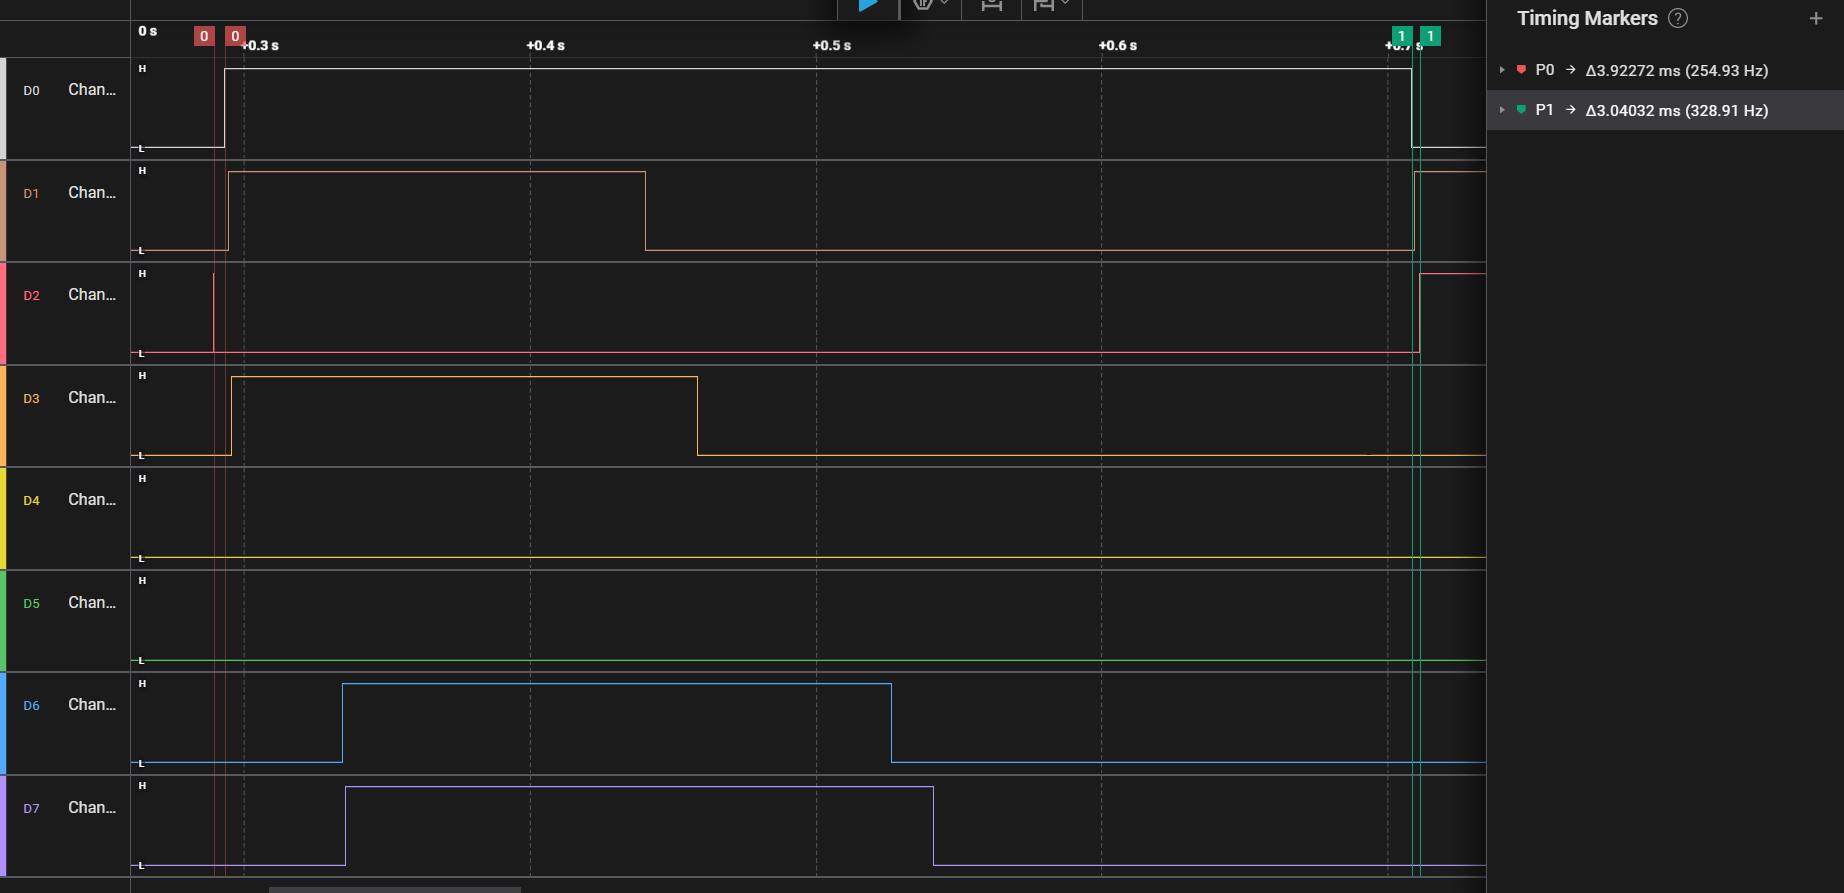 Timing Markers ?
0 s
0
0
1
1
+0.3 s
+0.4 s
+0.5 s
+0.6 s
P0 → Δ3.92272 ms (254.93 Hz)
P1 → Δ3.04032 ms (328.91 Hz)
H
D0 Chan...
L
H
D1 Chan...
L
H
D2 Chan...
L
H
D3 Chan...
L
H
D4 Chan...
L
H
D5 Chan...
L
H
D6 Chan...
L
H
D7 Chan...
L